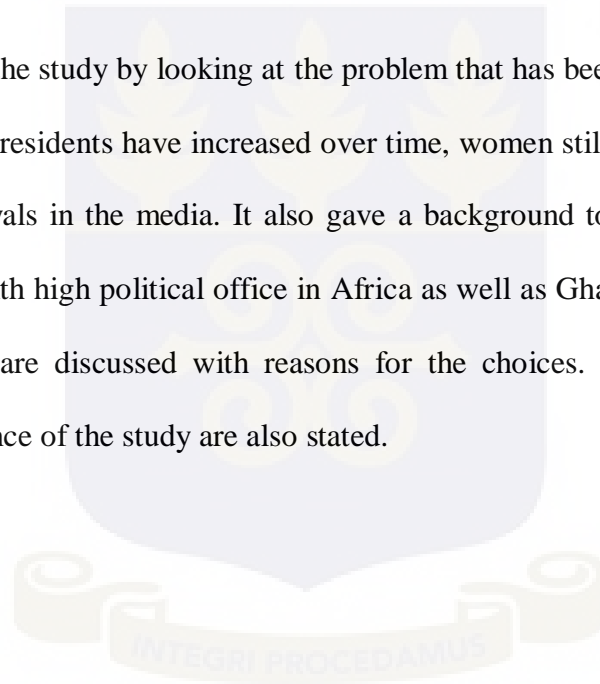 he study by looking at the problem that has bee
residents have increased over time, women stil
vals in the media. It also gave a background to
th high political office in Africa as well as Gha
are discussed with reasons for the choices.
ce of the study are also stated.
INTEGRI PROCEDAMUS